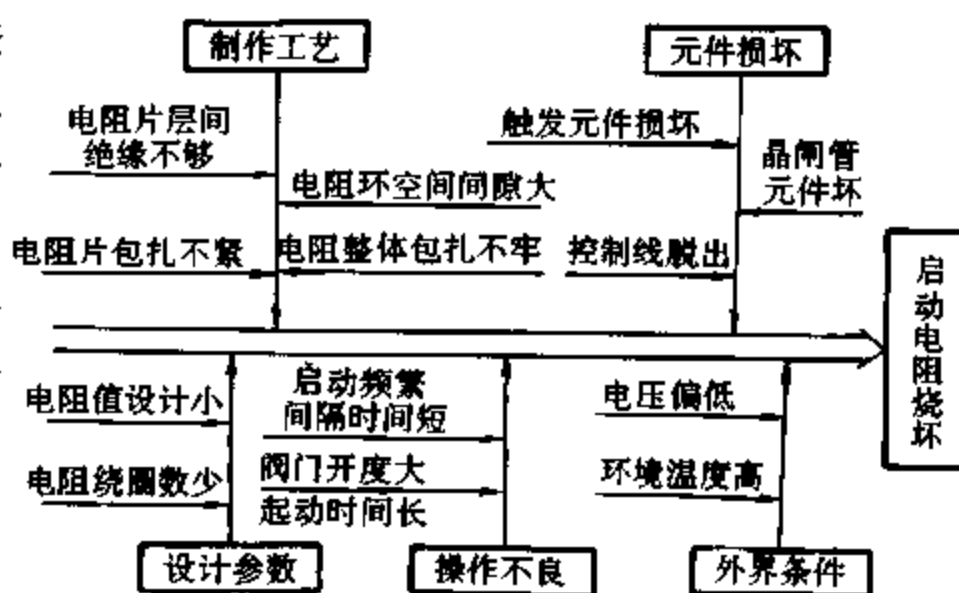 制作工艺
元件损坏
电阻片层间
绝缘不够
触发元件损坏
晶闸管
元件坏
电阻环空间间隙大
电阻片包扎不紧
电阻整体包扎不牢
控制线脱出
启动电阻烧坏
电阻值设计小
启动频繁
间隔时间短
电压偏低
电阻绕圈数少
阀门开度大
起动时间长
环境温度高
设计参数
操作不良
外界条件